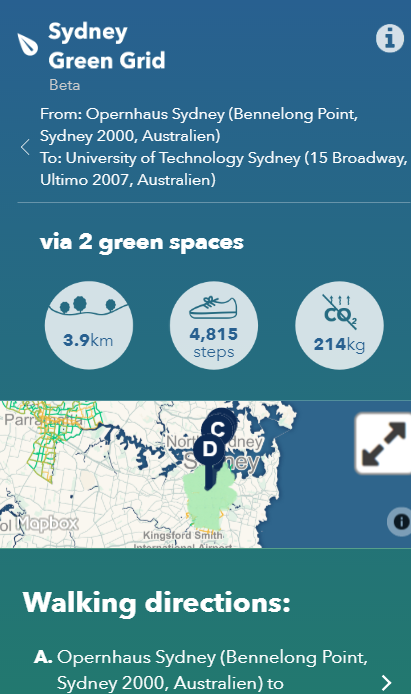 Sydney
Green Grid
Beta
From: Opernhaus Sydney (Bennelong Point,
Sydney 2000, Australien)
To: University of Technology Sydney (15 Broadway,
Ultimo 2007, Australien)
via 2 green spaces
3.9km
4,815
steps
CO2
214kg
Parramatta
C
North Sydney
D
Sydney
Mapbox
Kingsford Smith
International Airport
Walking directions:
A. Opernhaus Sydney (Bennelong Point,
Sydney 2000, Australien) to